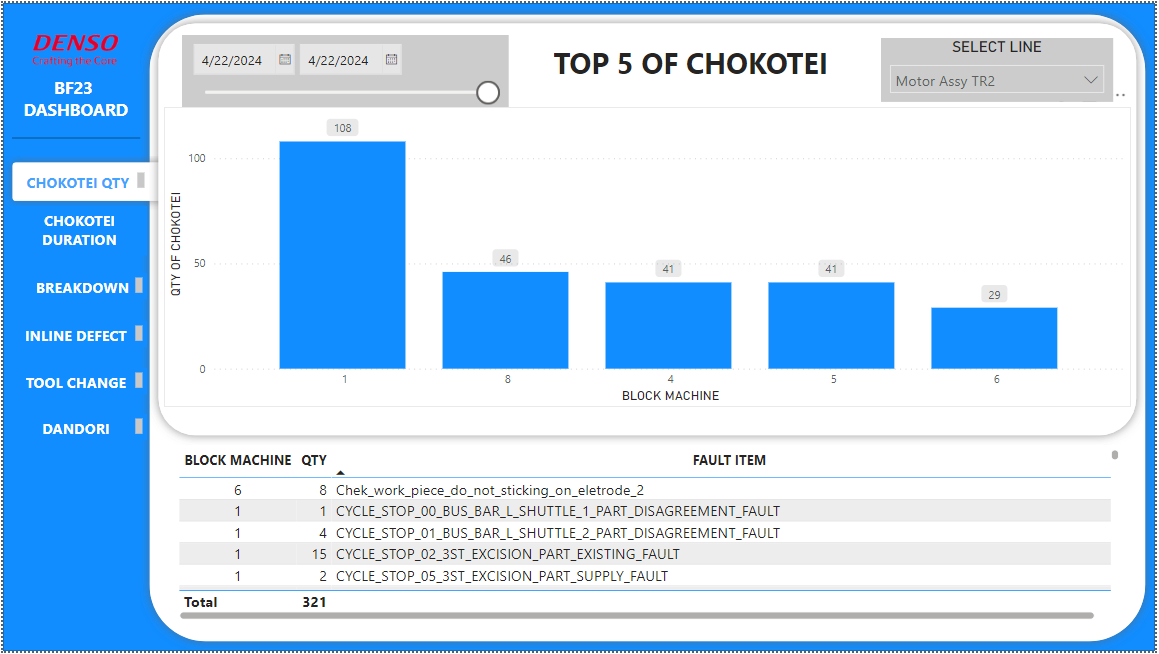 DENSO
Crafting the Core
BF23
DASHBOARD
CHOKOTEI QTY
CHOKOTEI
DURATION
BREAKDOWN
INLINE DEFECT
TOOL CHANGE
DANDORI
4/22/2024 4/22/2024
TOP 5 OF CHOKOTEI
SELECT LINE
Motor Assy TR2
QTY OF CHOKOTEI
100
50
0
108
46
41
41
29
1 8 4 5 6
BLOCK MACHINE
BLOCK MACHINE QTY FAULT ITEM
6 8 Chek_work_piece_do_not_sticking_on_eletrode_2
1 1 CYCLE_STOP_00_BUS_BAR_L_SHUTTLE_1_PART_DISAGREEMENT_FAULT
1 4 CYCLE_STOP_01_BUS_BAR_L_SHUTTLE_2_PART_DISAGREEMENT_FAULT
1 15 CYCLE_STOP_02_3ST_EXCISION_PART_EXISTING_FAULT
1 2 CYCLE_STOP_05_3ST_EXCISION_PART_SUPPLY_FAULT
Total 321